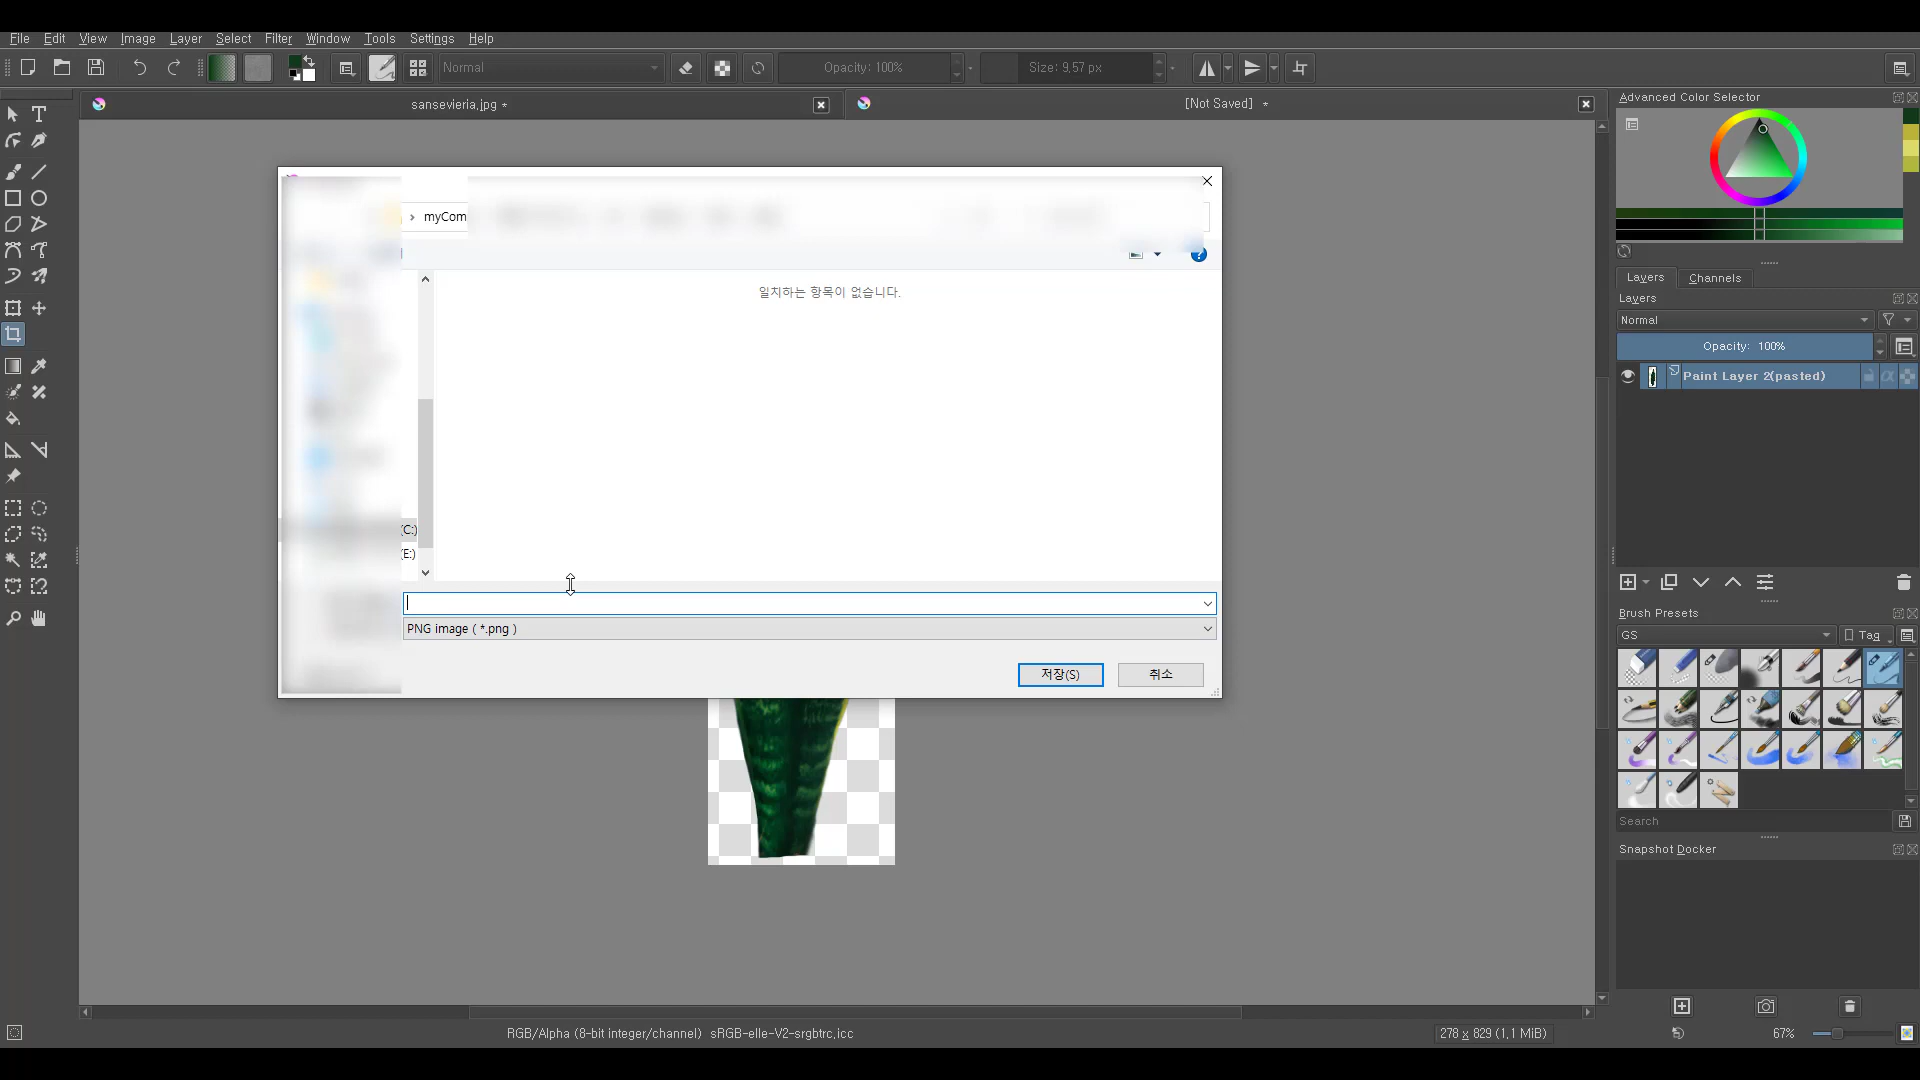 File Edit View Image Layer Select Filter Window Tools Settings Help
Normal Opacity: 100% Size: 9,57 px
sansevieria,jpg * [Not Saved] *
Advanced Color Selector
myCom
일치하는 항목이 없습니다.
(C:)
(E:)
PNG image ( *.png )
저장(S) 취소
Layers Channels
Layers
Normal
Opacity: 100%
Paint Layer 2(pasted)
Brush Presets
GS Tag
Search
Snapshot Docker
RGB/Alpha (8-bit integer/channel) sRGB-elle-V2-srgbtrc,icc 278 x 829 (1,1 MiB) 67%